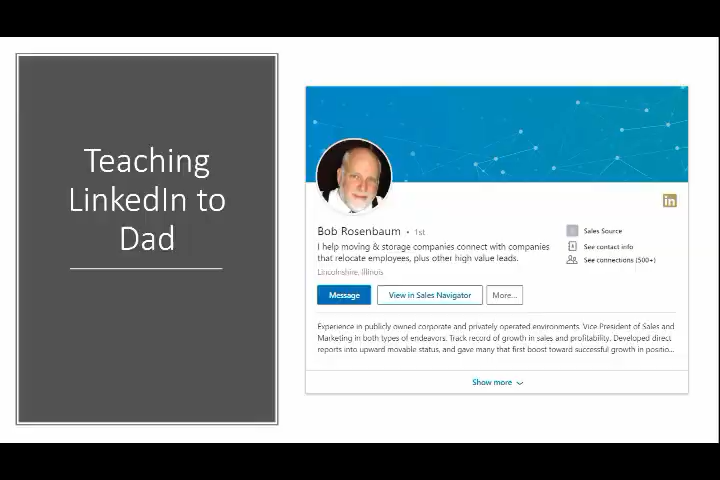 Teaching
LinkedIn to
Dad
in
Bob Rosenbaum • 1st
I help moving & storage companies connect with companies
that relocate employees, plus other high value leads.
Lincolnshire, Illinois
Sales Source
See contact info
See connections (500+)
Message
View in Sales Navigator
More...
Experience in publicly owned corporate and privately operated environments. Vice President of Sales and
Marketing in both types of endeavors. Track record of growth in sales and profitability. Developed direct
reports into upward movable status, and gave many that first boost toward successful growth in positio...
Show more